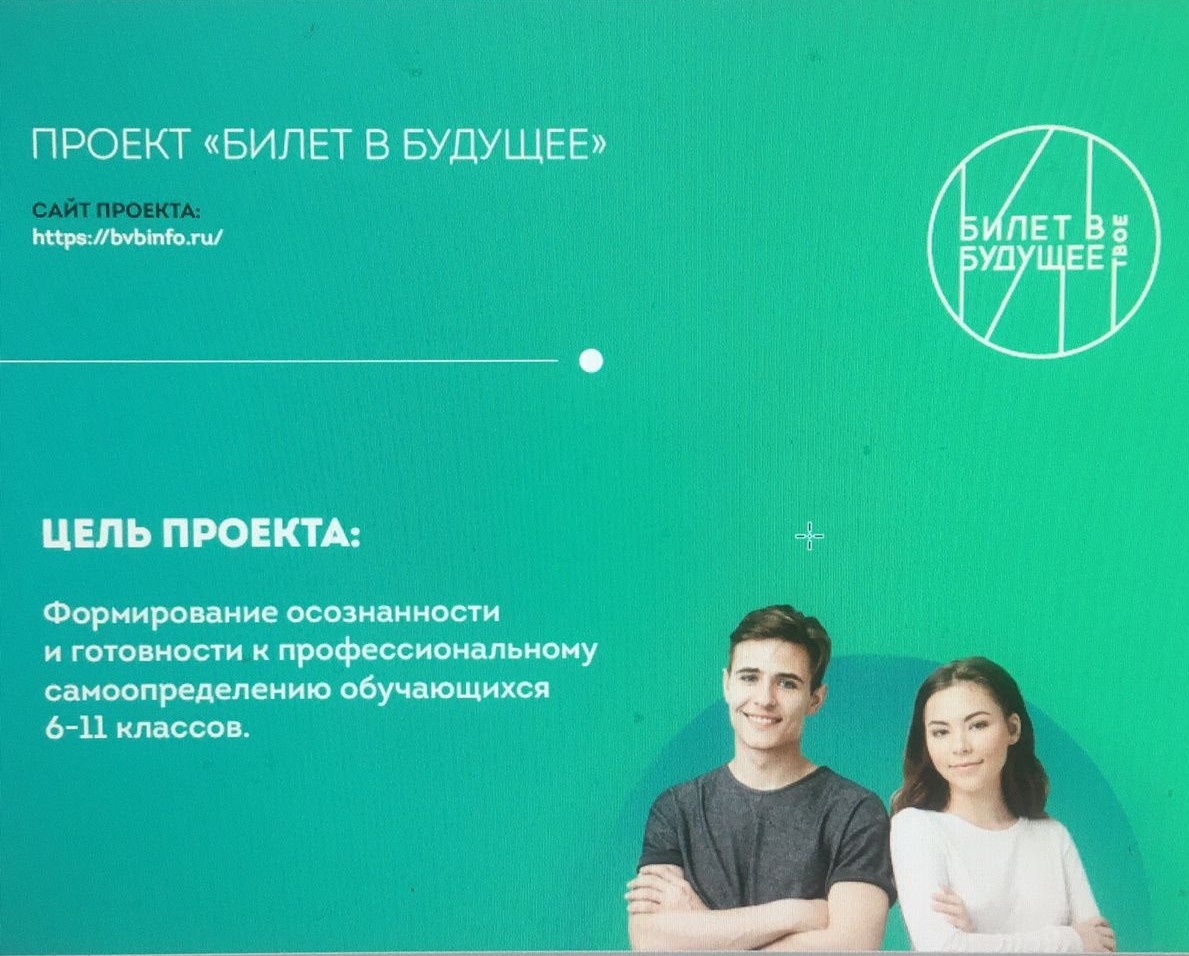 ПРОЕКТ «БИЛЕТ В БУДУЩЕЕ»
САЙТ ПРОЕКТА:
https://bvbinfo.ru/
БИЛЕТ В
БУДУЩЕЕ
ТВОЕ
ЦЕЛЬ ПРОЕКТА:
Формирование осознанности
и готовности к профессиональному
самоопределению обучающихся
6-11 классов.